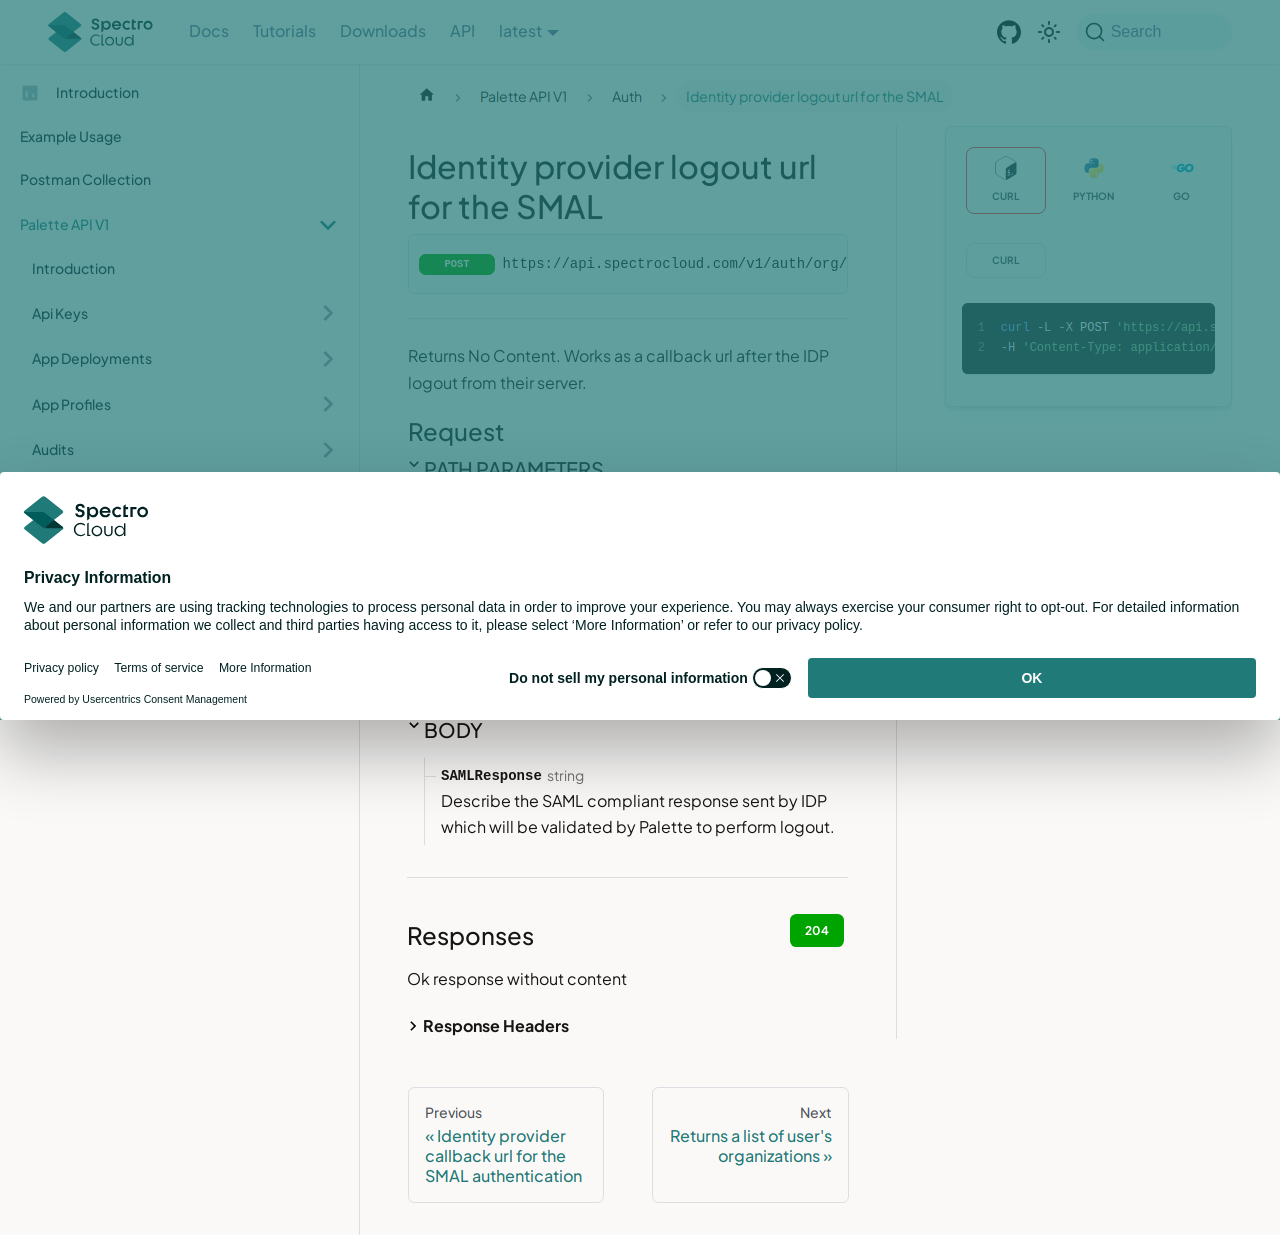 Spectro Cloud
Docs
Tutorials
Downloads
API
latest
Search
Introduction
Example Usage
Postman Collection
Palette API V1
Introduction
Api Keys
App Deployments
App Profiles
Audits
Palette API V1
Auth
Identity provider logout url for the SMAL
Identity provider logout url
for the SMAL
POST https://api.spectrocloud.com/v1/auth/org/
Returns No Content. Works as a callback url after the IDP
logout from their server.
Request
PATH PARAMETERS
CURL
PYTHON
GO
CURL
1 curl -L -X POST 'https://api.s
2 -H 'Content-Type: application/
Spectro
Cloud
Privacy Information
We and our partners are using tracking technologies to process personal data in order to improve your experience. You may always exercise your consumer right to opt-out. For detailed information
about personal information we collect and third parties having access to it, please select ‘More Information’ or refer to our privacy policy.
Privacy policy
Terms of service
More Information
Do not sell my personal information
OK
Powered by Usercentrics Consent Management
BODY
SAMLResponse string
Describe the SAML compliant response sent by IDP
which will be validated by Palette to perform logout.
Responses
204
Ok response without content
Response Headers
Previous
« Identity provider
callback url for the
SMAL authentication
Next
Returns a list of user's
organizations »